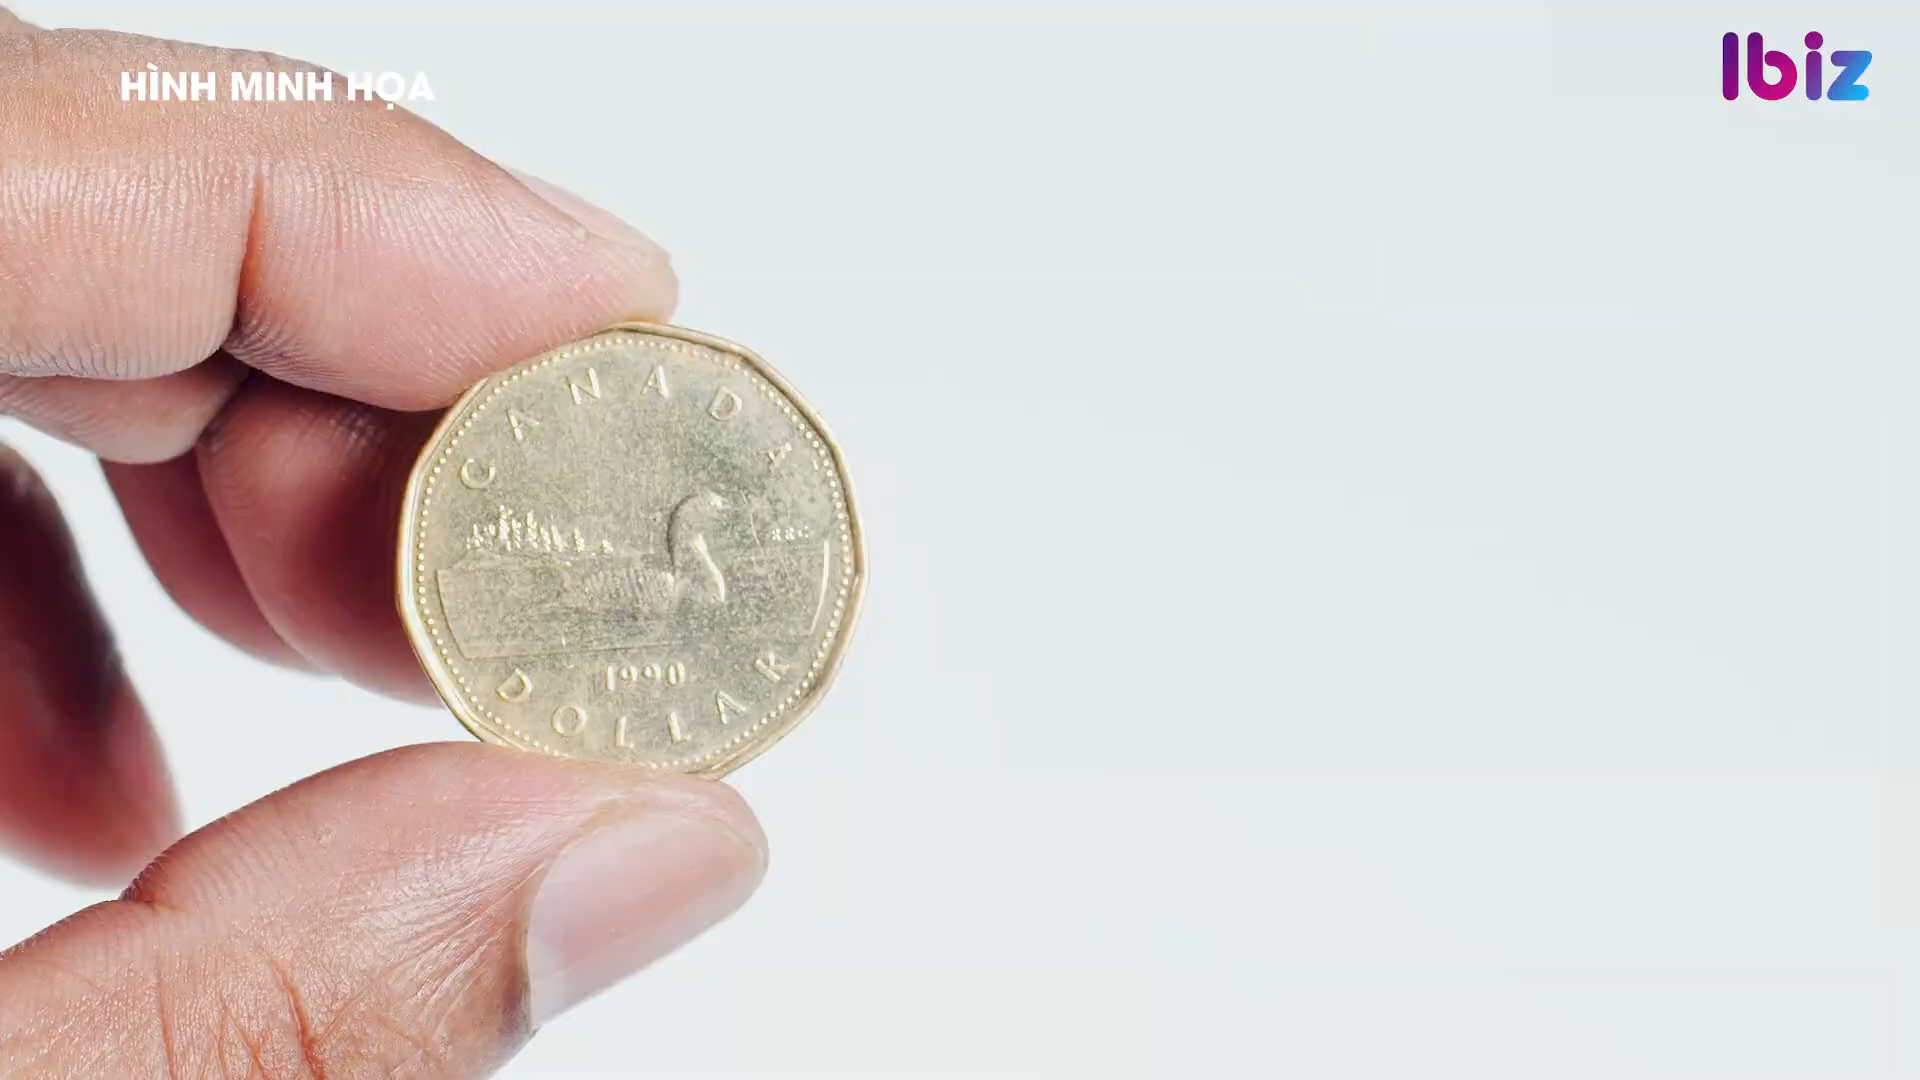 HÌNH MINH HỌA
Ibiz
CANADA
1990
DOLLAR